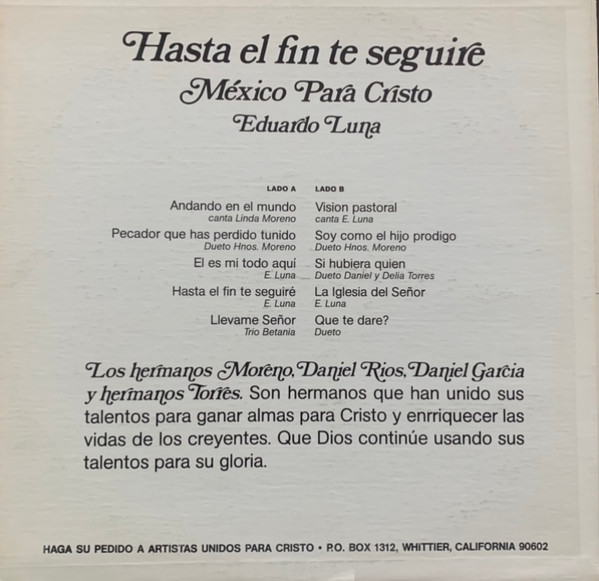 Hasta el fin te seguiré
México Para Cristo
Eduardo Luna
LADO A
Andando en el mundo
canta Linda Moreno
Pecador que has perdido tunido
Dueto Hnos. Moreno
El es mi todo aquí
E. Luna
Hasta el fin te seguiré
E. Luna
Llevame Señor
Trio Betania
LADO B
Vision pastoral
canta E. Luna
Soy como el hijo prodigo
Dueto Hnos. Moreno
Si hubiera quien
Dueto Daniel y Delia Torres
La Iglesia del Señor
E. Luna
Que te dare?
Dueto
Los hermanos Moreno, Daniel Rios, Daniel Garcia
y hermanos Torres. Son hermanos que han unido sus
talentos para ganar almas para Cristo y enrriquecer las
vidas de los creyentes. Que Dios continúe usando sus
talentos para su gloria.
HAGA SU PEDIDO A ARTISTAS UNIDOS PARA CRISTO • P.O. BOX 1312, WHITTIER, CALIFORNIA 90602